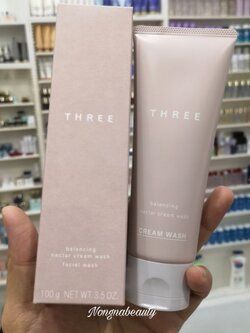 THREE
balancing
nectar cream wash
facial wash
100 g NET WT. 3.5 OZ.
THREE
balancing
nectar cream wash
CREAM WASH
Nongnabeauty